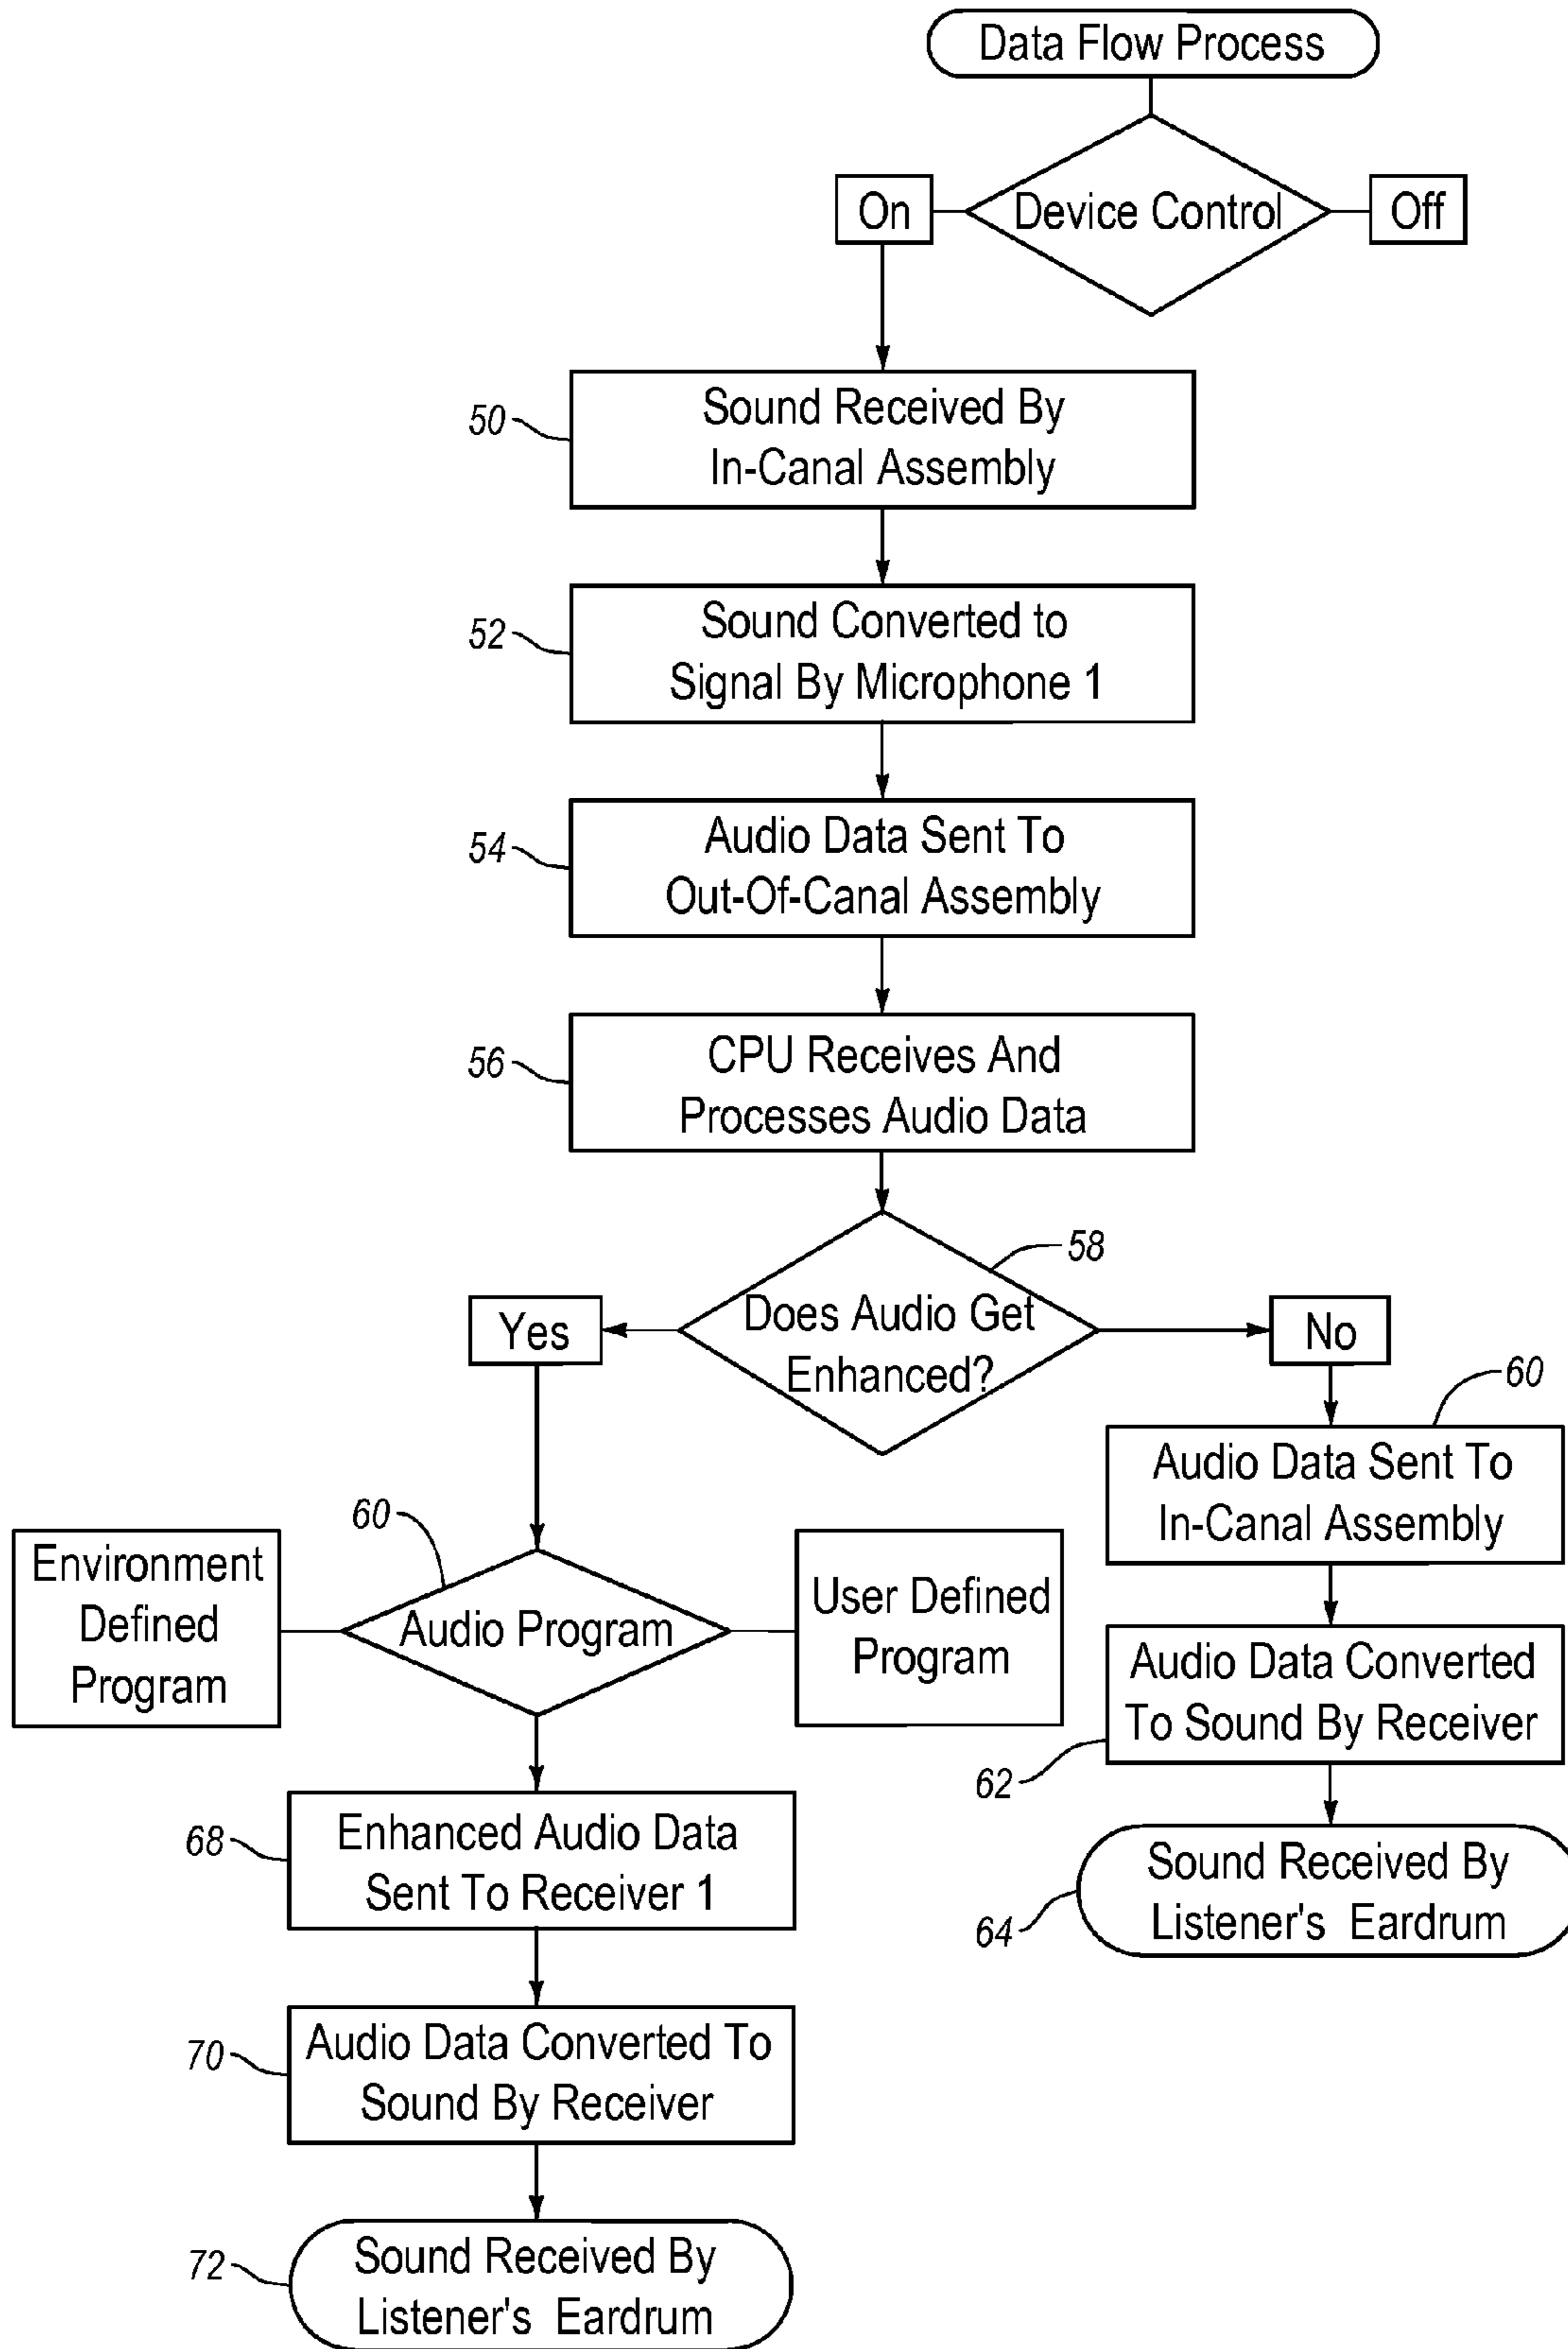 Data Flow Process
On
Device Control
Off
50
Sound Received By
In-Canal Assembly
52
Sound Converted to
Signal By Microphone 1
54
Audio Data Sent To
Out-Of-Canal Assembly
56
CPU Receives And
Processes Audio Data
58
Yes
Does Audio Get
Enhanced?
No
60
Audio Data Sent To
In-Canal Assembly
60
Environment
Defined
Program
Audio Program
User Defined
Program
Audio Data Converted
To Sound By Receiver
62
68
Enhanced Audio Data
Sent To Receiver 1
Sound Received By
Listener's Eardrum
64
70
Audio Data Converted To
Sound By Receiver
72
Sound Received By
Listener's Eardrum